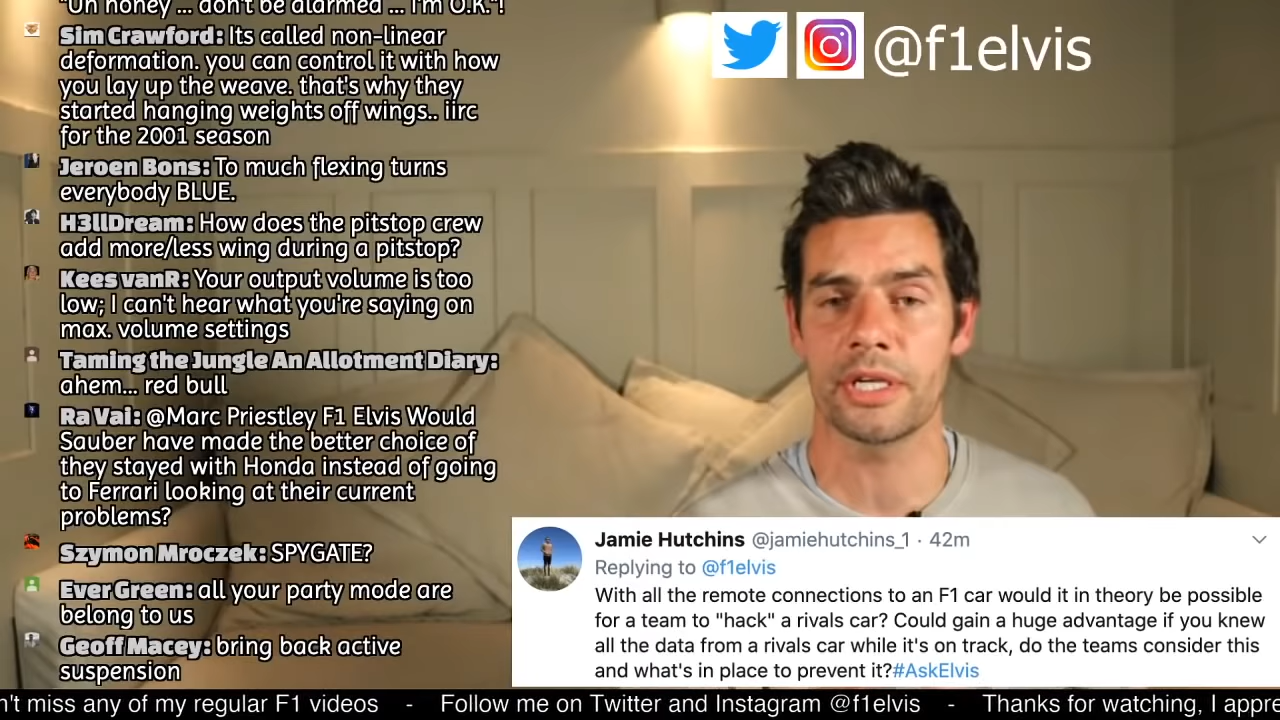 "Oh honey ... don't be alarmed ... I'm O.K."!
Sim Crawford: Its called non-linear
deformation. you can control it with how
you lay up the weave. that's why they
started hanging weights off wings.. iirc
for the 2001 season
Jeroen Bons: To much flexing turns
everybody BLUE.
H3llDream: How does the pitstop crew
add more/less wing during a pitstop?
Kees vanR: Your output volume is too
low; I can't hear what you're saying on
max. volume settings
Taming the Jungle An Allotment Diary:
ahem... red bull
Ra Vai: @Marc Priestley F1 Elvis Would
Sauber have made the better choice of
they stayed with Honda instead of going
to Ferrari looking at their current
problems?
Szymon Mroczek: SPYGATE?
Ever Green: all your party mode are
belong to us
Geoff Macey: bring back active
suspension
@f1elvis
Jamie Hutchins @jamiehutchins_1 · 42m
Replying to @f1elvis
With all the remote connections to an F1 car would it in theory be possible
for a team to "hack" a rivals car? Could gain a huge advantage if you knew
all the data from a rivals car while it's on track, do the teams consider this
and what's in place to prevent it?#AskElvis
n't miss any of my regular F1 videos - Follow me on Twitter and Instagram @f1elvis - Thanks for watching, I appre